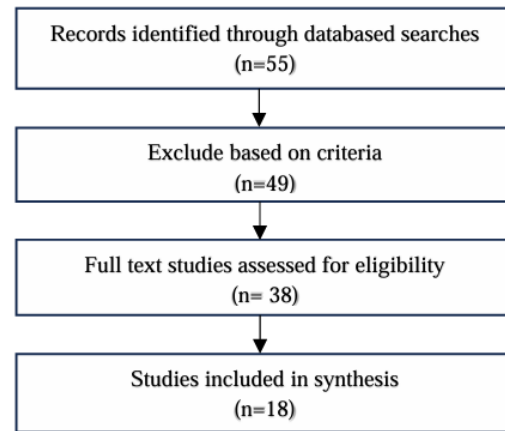 Records identified through databased searches
(n=55)
Exclude based on criteria
(n=49)
Full text studies assessed for eligibility
(n= 38)
Studies included in synthesis
(n=18)